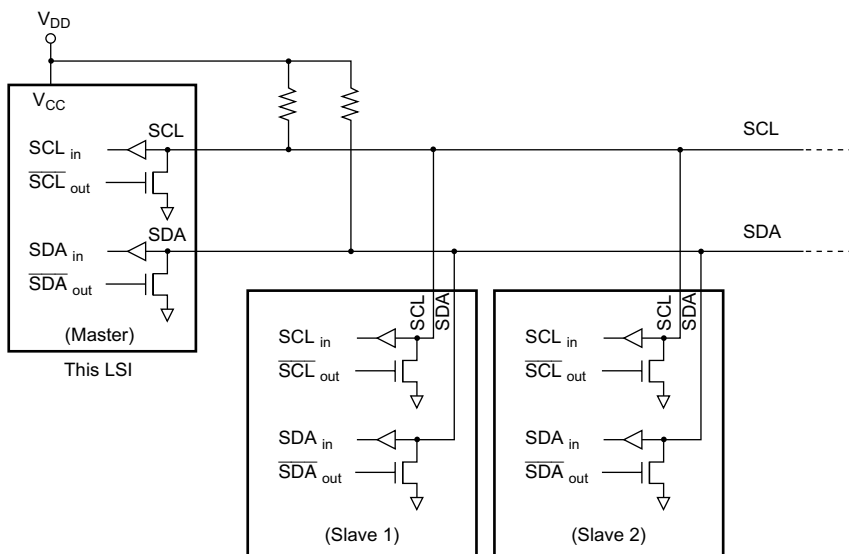 VDD
VCC
SCL
SCL in
SCL out
SDA
SDA in
SDA out
(Master)
This LSI
SCL
SDA
SCL
SDA
SCL in
SCL out
SDA in
SDA out
(Slave 1)
SCL
SDA
SCL in
SCL out
SDA in
SDA out
(Slave 2)